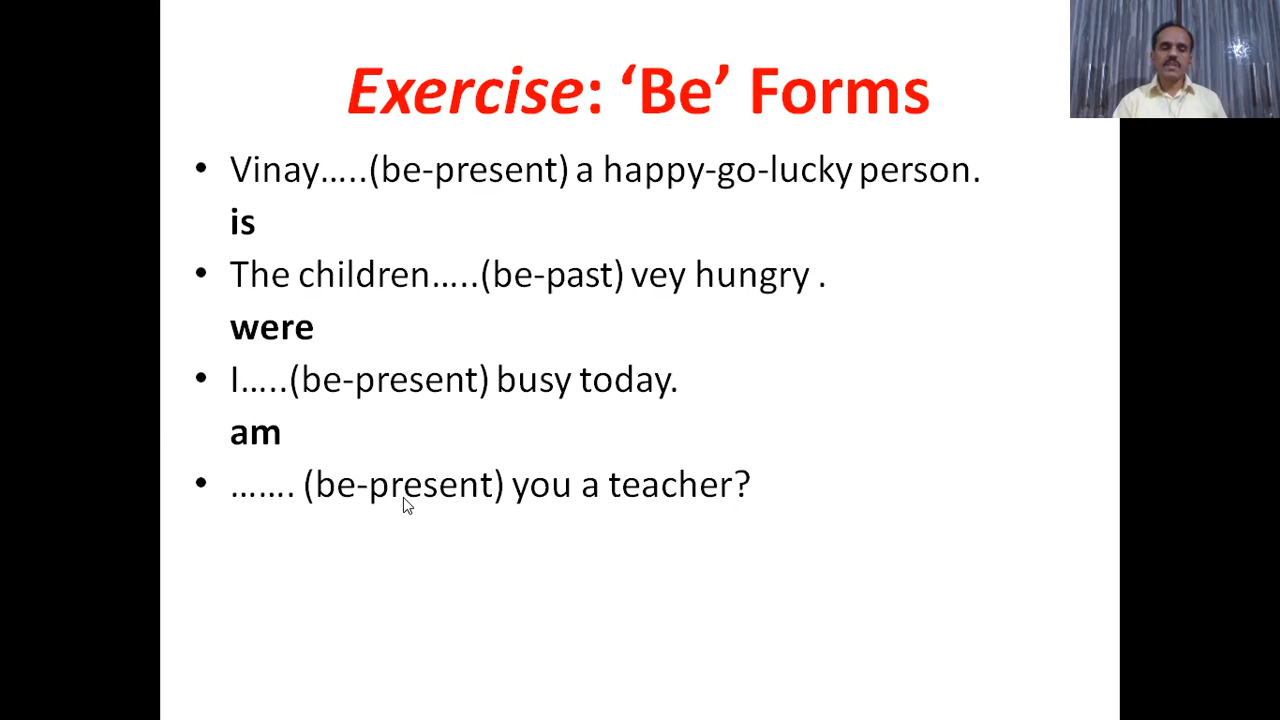 Exercise: ‘Be’ Forms
• Vinay…..(be-present) a happy-go-lucky person.
is
• The children…..(be-past) vey hungry .
were
• I…..(be-present) busy today.
am
• ……. (be-present) you a teacher?